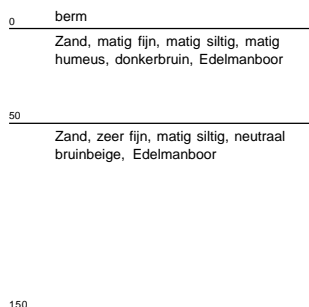 0 berm
Zand, matig fijn, matig siltig, matig
humeus, donkerbruin, Edelmanboor
50
Zand, zeer fijn, matig siltig, neutraal
bruinbeige, Edelmanboor
150